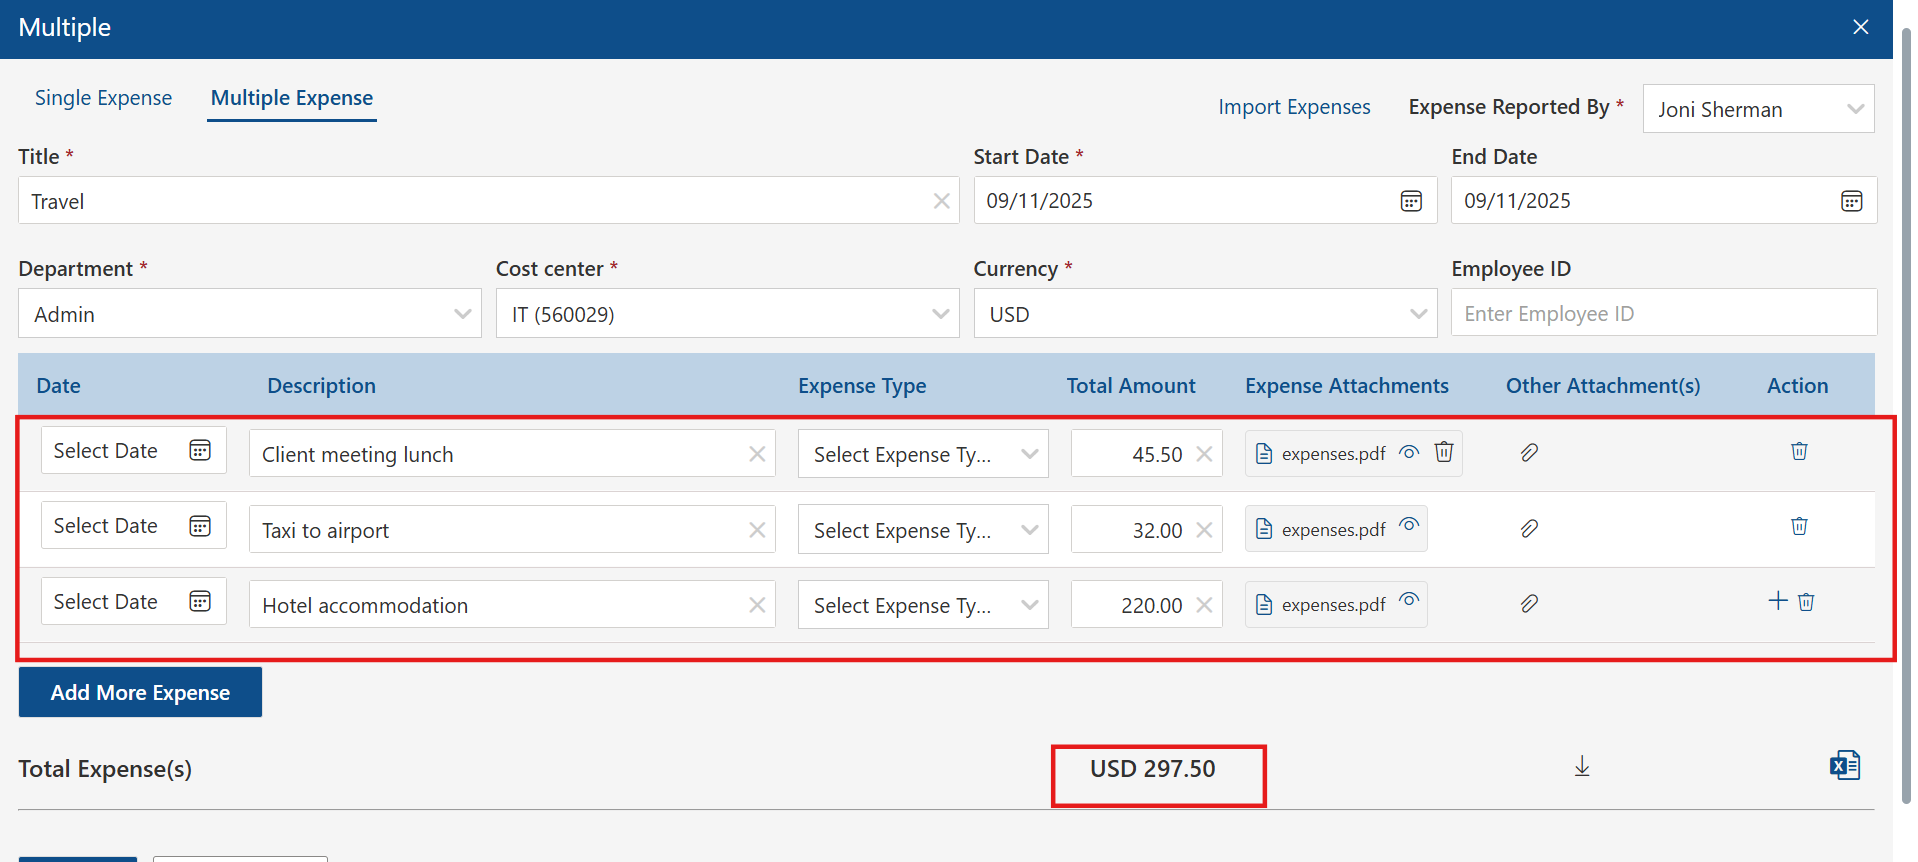 Multiple
Single Expense Multiple Expense Import Expenses Expense Reported By * Joni Sherman
Title * Start Date * End Date
Travel 09/11/2025 09/11/2025
Department * Cost center * Currency * Employee ID
Admin IT (560029) USD Enter Employee ID
Date Description Expense Type Total Amount Expense Attachments Other Attachment(s) Action
Select Date Client meeting lunch Select Expense Ty... 45.50 expenses.pdf
Select Date Taxi to airport Select Expense Ty... 32.00 expenses.pdf
Select Date Hotel accommodation Select Expense Ty... 220.00 expenses.pdf
Add More Expense
Total Expense(s) USD 297.50